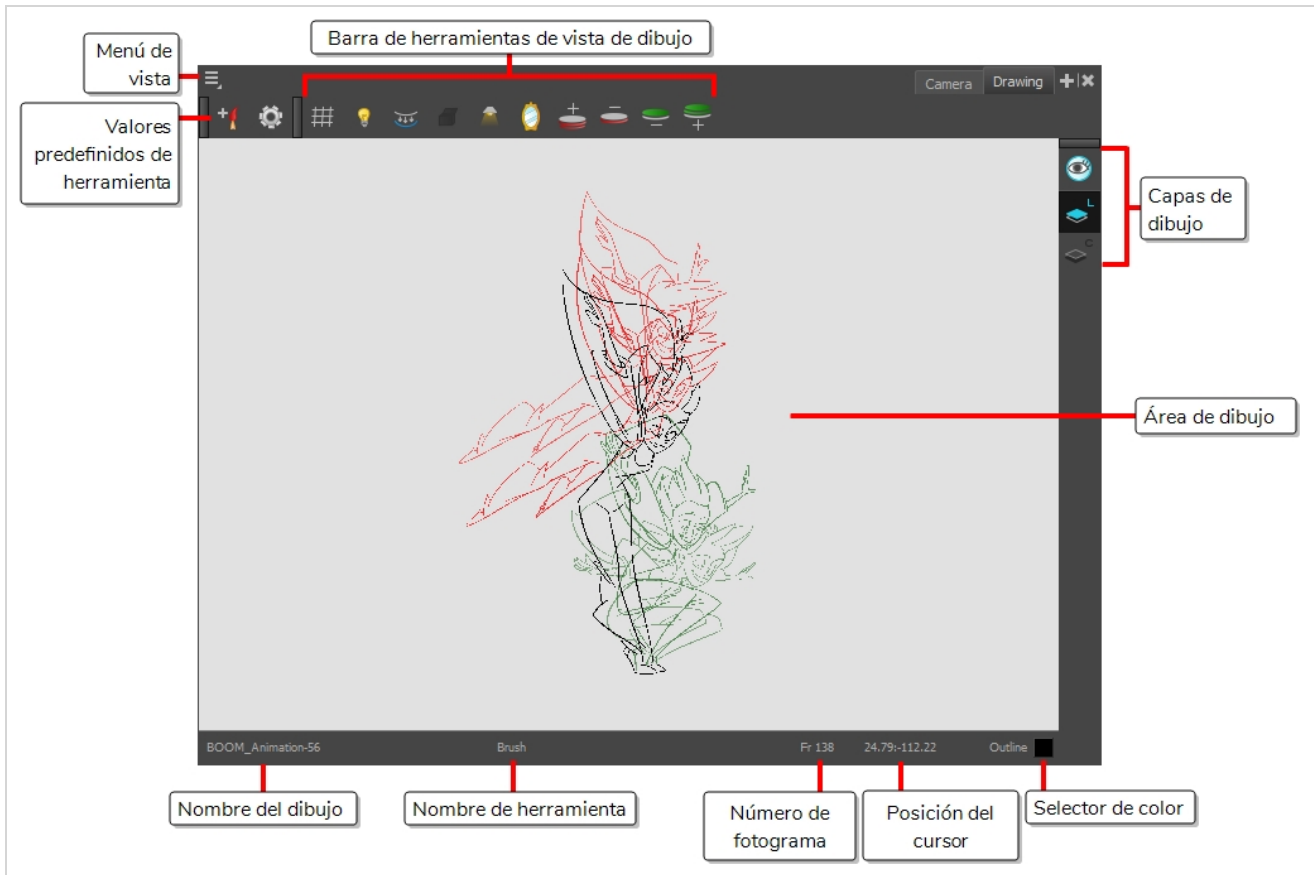 Barra de herramientas de vista de dibujo
Menú de
vista
Camera
Drawing
Valores
predefinidos de
herramienta
L
C
Capas de
dibujo
Área de dibujo
BOOM_Animation-56
Brush
Fr 138
24.79:-112.22
Outline
Nombre del dibujo
Nombre de herramienta
Número de
fotograma
Posición del
cursor
Selector de color